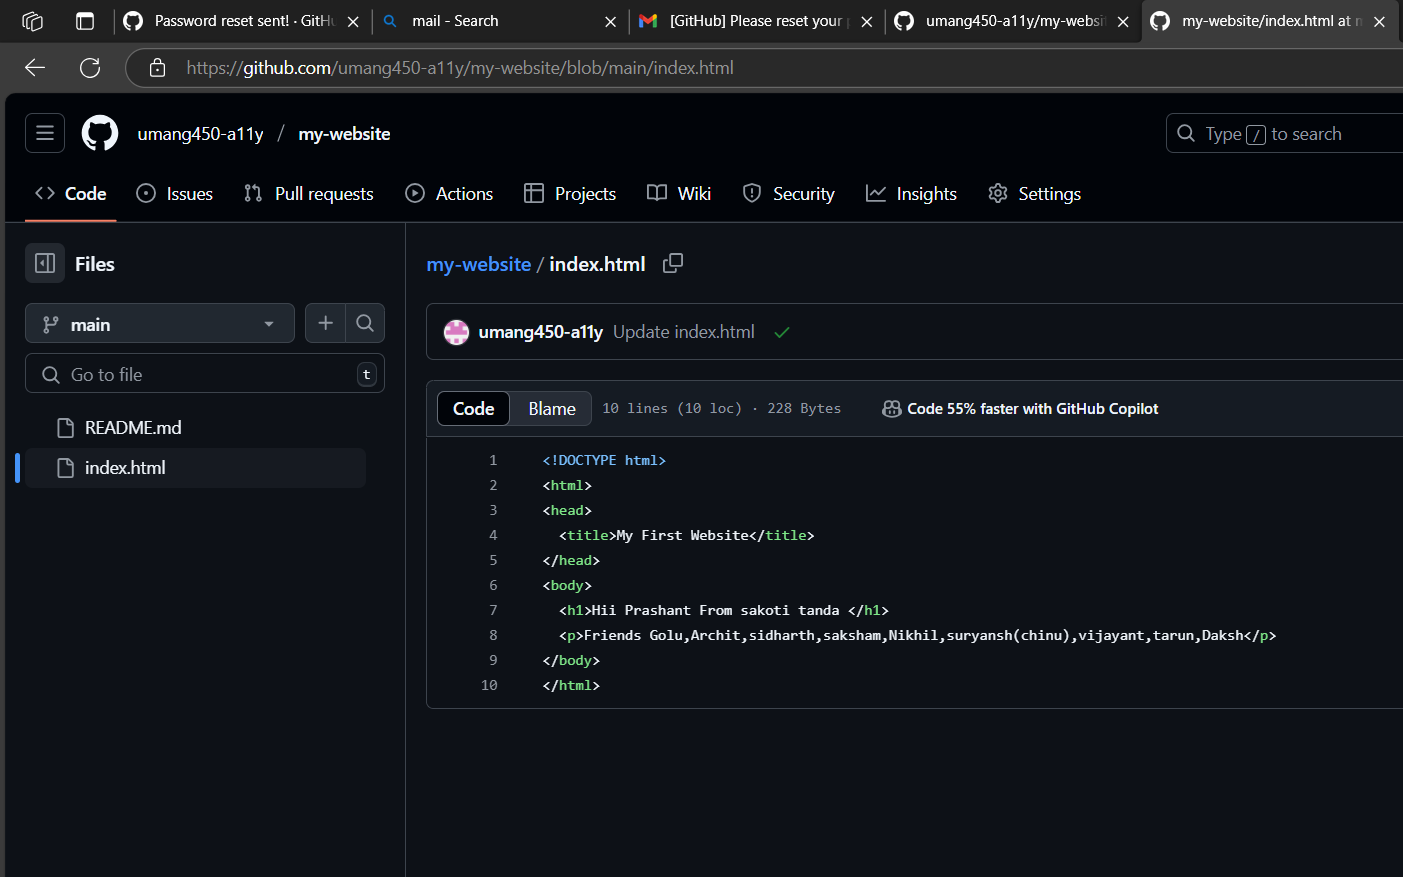 Password reset sent! · GitHu
mail - Search
[GitHub] Please reset your p
umang450-a11y/my-websit
my-website/index.html at m
https://github.com/umang450-a11y/my-website/blob/main/index.html
umang450-a11y / my-website
Type / to search
Code Issues Pull requests Actions Projects Wiki Security Insights Settings
Files
my-website / index.html
main
umang450-a11y Update index.html
Go to file t
Code Blame 10 lines (10 loc) · 228 Bytes Code 55% faster with GitHub Copilot
README.md
index.html
1 <!DOCTYPE html>
2 <html>
3 <head>
4 <title>My First Website</title>
5 </head>
6 <body>
7 <h1>Hii Prashant From sakoti tanda </h1>
8 <p>Friends Golu,Archit,sidharth,saksham,Nikhil,suryansh(chinu),vijayant,tarun,Daksh</p>
9 </body>
10 </html>